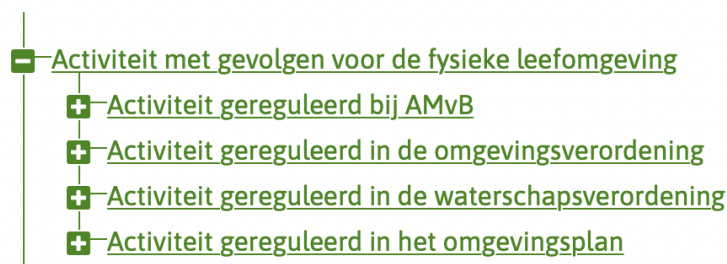 Activiteit met gevolgen voor de fysieke leefomgeving
Activiteit gereguleerd bij AMvB
Activiteit gereguleerd in de omgevingsverordening
Activiteit gereguleerd in de waterschapsverordening
Activiteit gereguleerd in het omgevingsplan